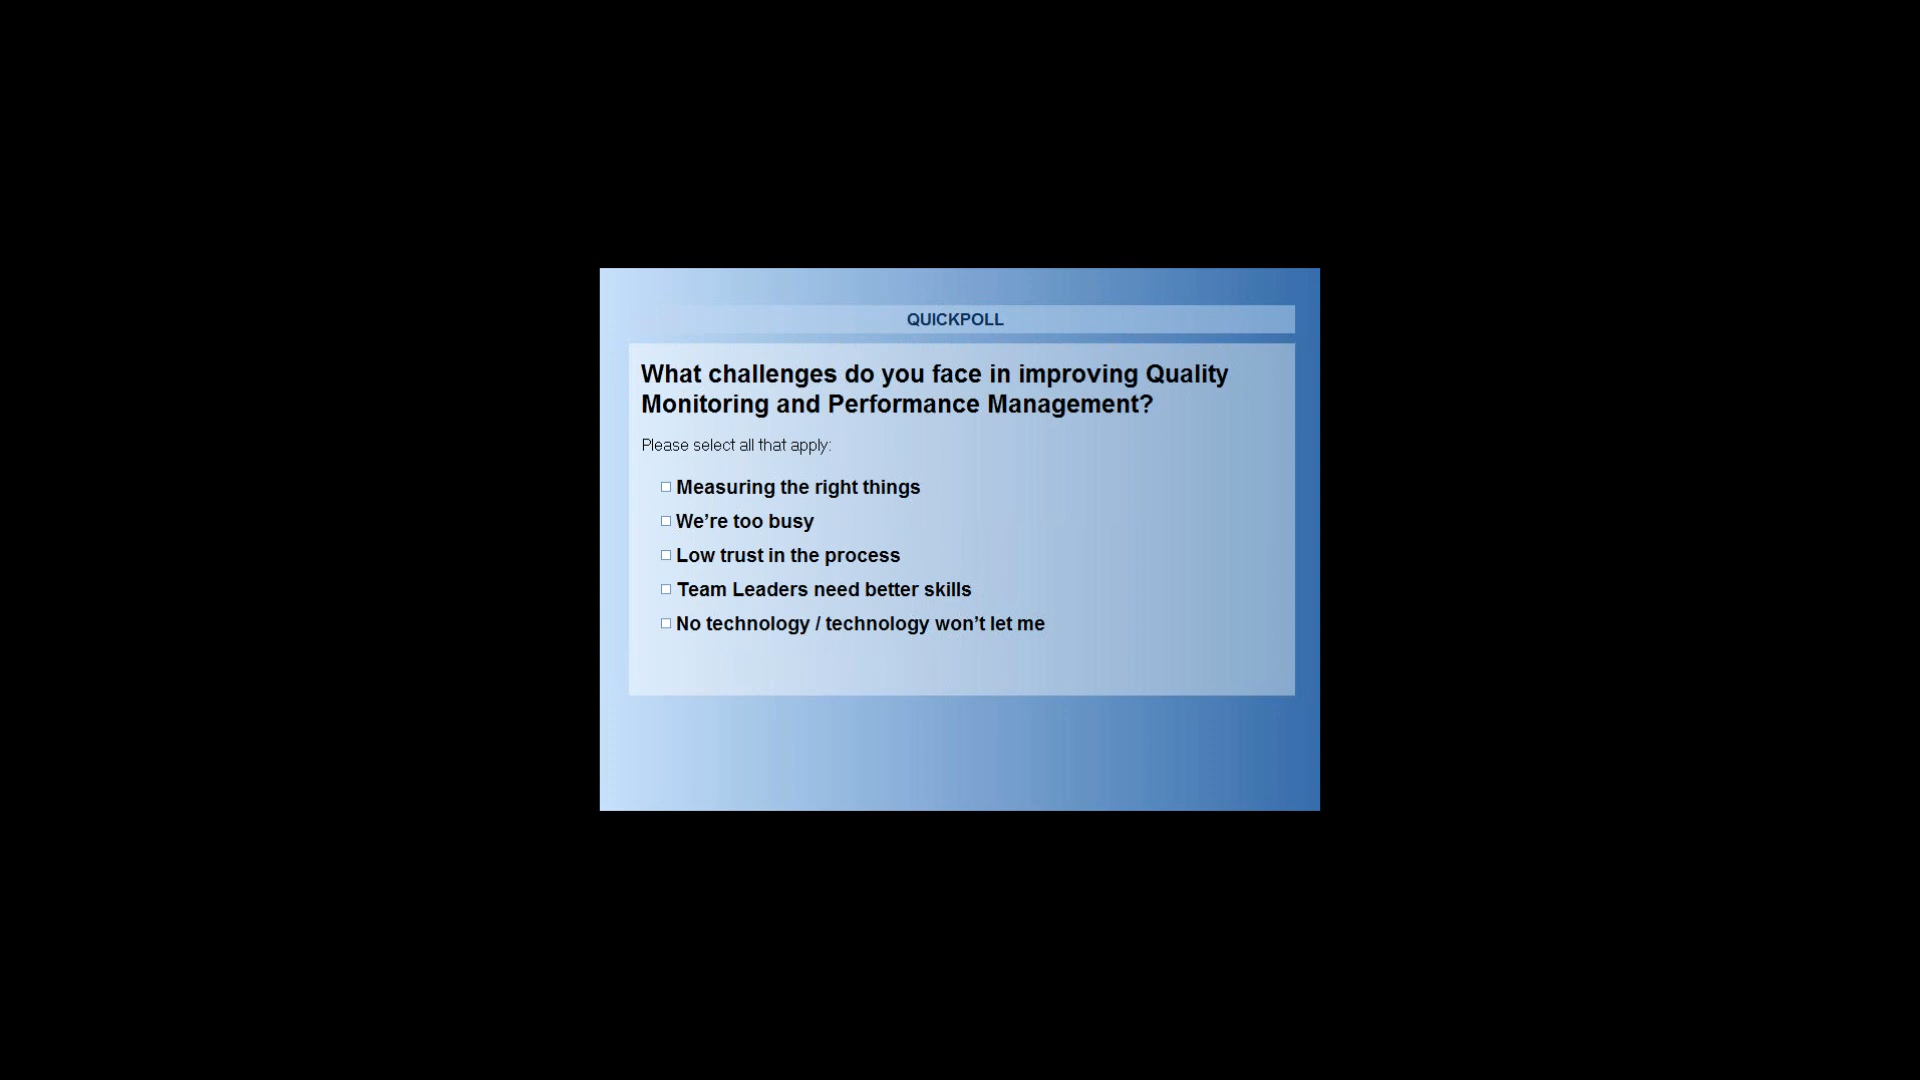 QUICKPOLL
What challenges do you face in improving Quality
Monitoring and Performance Management?
Please select all that apply:
Measuring the right things
We’re too busy
Low trust in the process
Team Leaders need better skills
No technology / technology won’t let me